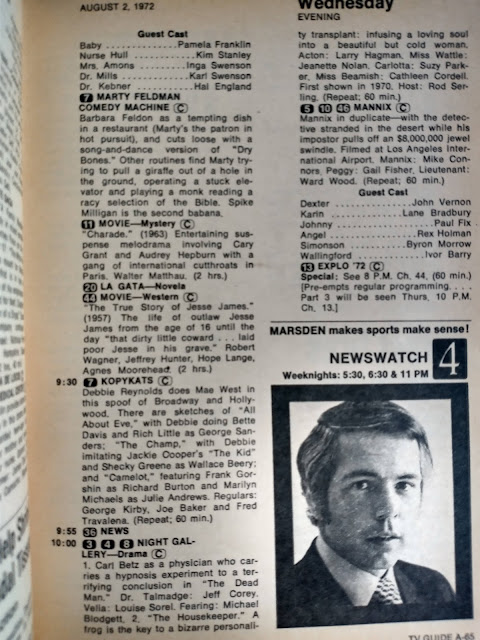 AUGUST 2, 1972
Guest Cast
Baby ..............Pamela Franklin
Nurse Hull ............Kim Stanley
Mrs. Amons .........Inga Swenson
Dr. Mills .............Karl Swenson
Dr. Kebner ...........Hal England
7 MARTY FELDMAN
COMEDY MACHINE C
Barbara Feldon as a tempting dish
in a restaurant (Marty's the patron in
hot pursuit), and cuts loose with a
song-and-dance version of "Dry
Bones." Other routines find Marty try-
ing to pull a giraffe out of a hole in
the ground, operating a stuck ele-
vator and playing a monk reading a
racy selection of the Bible. Spike
Milligan is the second banana.
11 MOVIE—Mystery C
"Charade." (1963) Entertaining sus-
pense melodrama involving Cary
Grant and Audrey Hepburn with a
gang of international cutthroats in
Paris. Walter Matthau. (2 hrs.)
20 LA GATA—Novela
44 MOVIE—Western C
"The True Story of Jesse James."
(1957) The life of outlaw Jesse
James from the age of 16 until the
day "that dirty little coward . . . laid
poor Jesse in his grave." Robert
Wagner, Jeffrey Hunter, Hope Lange,
Agnes Moorehead. (2 hrs.)
9:30 7 KOPYKATS C
Debbie Reynolds does Mae West in
this spoof of Broadway and Holly-
wood. There are sketches of "All
About Eve," with Debbie doing Bette
Davis and Rich Little as George San-
ders; "The Champ," with Debbie
imitating Jackie Cooper's "The Kid"
and Shecky Greene as Wallace Beery;
and "Camelot," featuring Frank Gor-
shin as Richard Burton and Marilyn
Michaels as Julie Andrews. Regulars:
George Kirby, Joe Baker and Fred
Travalena. (Repeat; 60 min.)
9:55 36 NEWS
10:00 3 4 8 NIGHT GAL-
LERY—Drama C
1. Carl Betz as a physician who car-
ries a hypnosis experiment to a ter-
rifying conclusion in "The Dead
Man." Dr. Talmadge: Jeff Corey.
Velia: Louise Sorel. Fearing: Michael
Blodgett. 2. "The Housekeeper." A
frog is the key to a bizarre personali-
Wednesday
EVENING
ty transplant: infusing a loving soul
into a beautiful but cold woman.
Acton: Larry Hagman, Miss Wattle:
Jeanette Nolan. Carlotta: Suzy Park-
er. Miss Beamish: Cathleen Cordell.
First shown in 1970. Host: Rod Ser-
ling. (Repeat; 60 min.)
5 10 46 MANNIX C
Mannix in duplicate—with the detec-
tive stranded in the desert while his
impostor pulls off an $8,000,000 jewel
swindle. Filmed at Los Angeles Inter-
national Airport. Mannix: Mike Con-
nors, Peggy: Gail Fisher, Lieutenant:
Ward Wood. (Repeat; 60 min.)
Guest Cast
Dexter ..............John Vernon
Karin ..............Lane Bradbury
Johnny ..................Paul Fix
Angel ................Rex Holman
Simonson ..........Byron Morrow
Wallingford ............Ivor Barry
13 EXPLO '72 C
Special: See 8 P.M. Ch. 44. (60 min.)
[Pre-empts regular programming. . . .
Part 3 will be seen Thurs. 10 P.M.
Ch. 13.]
MARSDEN makes sports make sense!
NEWSWATCH 4
Weeknights: 5:30, 6:30 & 11 PM
TV GUIDE A-65